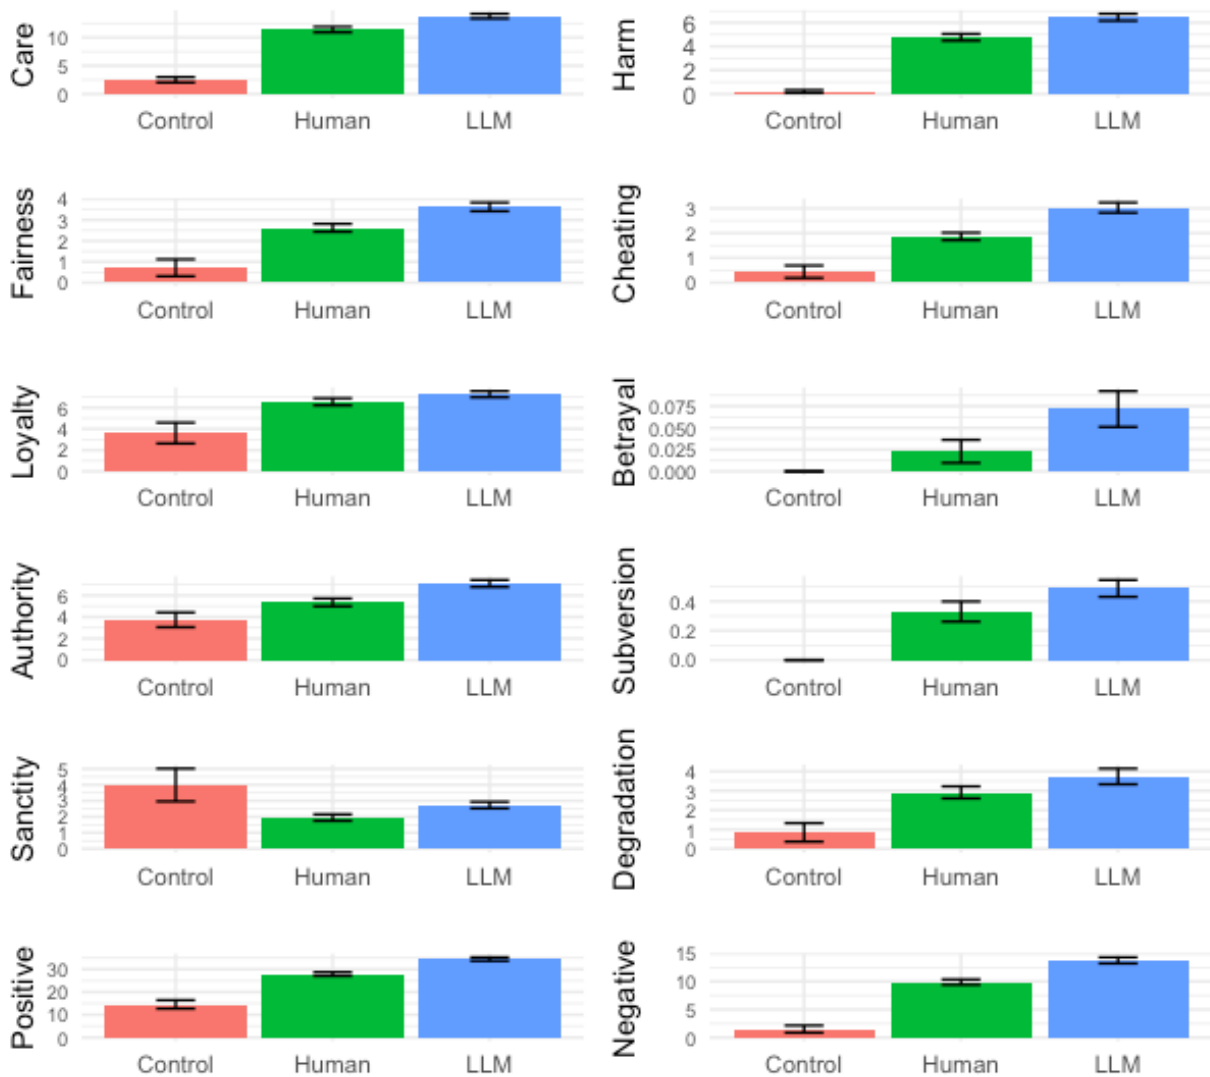 Care
10
5
0
Control Human LLM
Harm
6
4
2
0
Control Human LLM
Fairness
4
3
2
1
0
Control Human LLM
Cheating
3
2
1
0
Control Human LLM
Loyalty
6
4
2
0
Control Human LLM
Betrayal
0.075
0.050
0.025
0.000
Control Human LLM
Authority
6
4
2
0
Control Human LLM
Subversion
0.4
0.2
0.0
Control Human LLM
Sanctity
5
4
3
2
1
0
Control Human LLM
Degradation
4
3
2
1
0
Control Human LLM
Positive
30
20
10
0
Control Human LLM
Negative
15
10
5
0
Control Human LLM